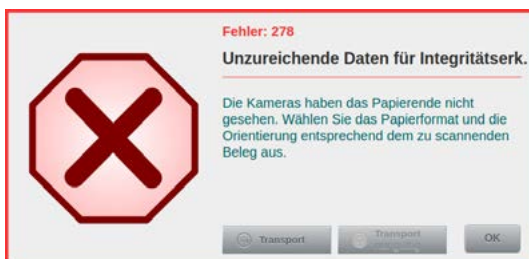 Fehler: 278
Unzureichende Daten für Integritätserk.
Die Kameras haben das Papierende nicht
gesehen. Wählen Sie das Papierformat und die
Orientierung entsprechend dem zu scannenden
Beleg aus.
Transport
Transport
OK